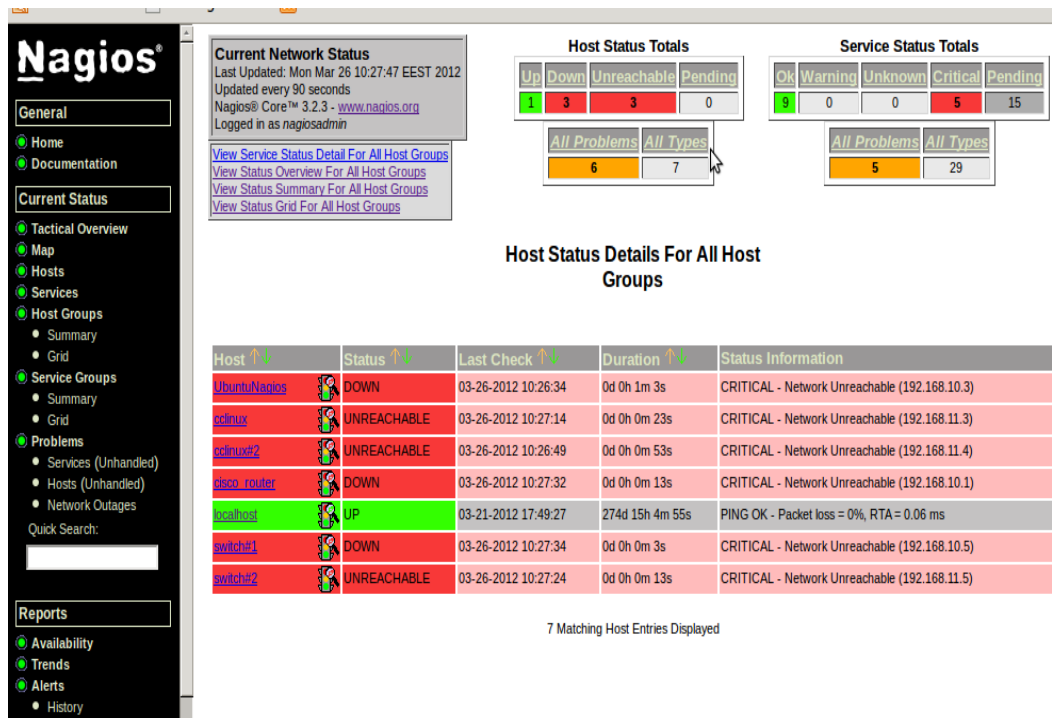 Nagios®
General
Home
Documentation
Current Status
Tactical Overview
Map
Hosts
Services
Host Groups
Summary
Grid
Service Groups
Summary
Grid
Problems
Services (Unhandled)
Hosts (Unhandled)
Network Outages
Quick Search:
Reports
Availability
Trends
Alerts
History
Current Network Status
Last Updated: Mon Mar 26 10:27:47 EEST 2012
Updated every 90 seconds
Nagios® Core™ 3.2.3 - www.nagios.org
Logged in as nagiosadmin
View Service Status Detail For All Host Groups
View Status Overview For All Host Groups
View Status Summary For All Host Groups
View Status Grid For All Host Groups
Host Status Totals
Up Down Unreachable Pending
1 3 3 0
All Problems All Types
6 7
Service Status Totals
Ok Warning Unknown Critical Pending
9 0 0 5 15
All Problems All Types
5 29
Host Status Details For All Host
Groups
Host Status Last Check Duration Status Information
UbuntuNagios DOWN 03-26-2012 10:26:34 0d 0h 1m 3s CRITICAL - Network Unreachable (192.168.10.3)
cclinux UNREACHABLE 03-26-2012 10:27:14 0d 0h 0m 23s CRITICAL - Network Unreachable (192.168.11.3)
cclinux#2 UNREACHABLE 03-26-2012 10:26:49 0d 0h 0m 53s CRITICAL - Network Unreachable (192.168.11.4)
cisco_router DOWN 03-26-2012 10:27:32 0d 0h 0m 13s CRITICAL - Network Unreachable (192.168.10.1)
localhost UP 03-21-2012 17:49:27 274d 15h 4m 55s PING OK - Packet loss = 0%, RTA = 0.06 ms
switch#1 DOWN 03-26-2012 10:27:34 0d 0h 0m 3s CRITICAL - Network Unreachable (192.168.10.5)
switch#2 UNREACHABLE 03-26-2012 10:27:24 0d 0h 0m 13s CRITICAL - Network Unreachable (192.168.11.5)
7 Matching Host Entries Displayed